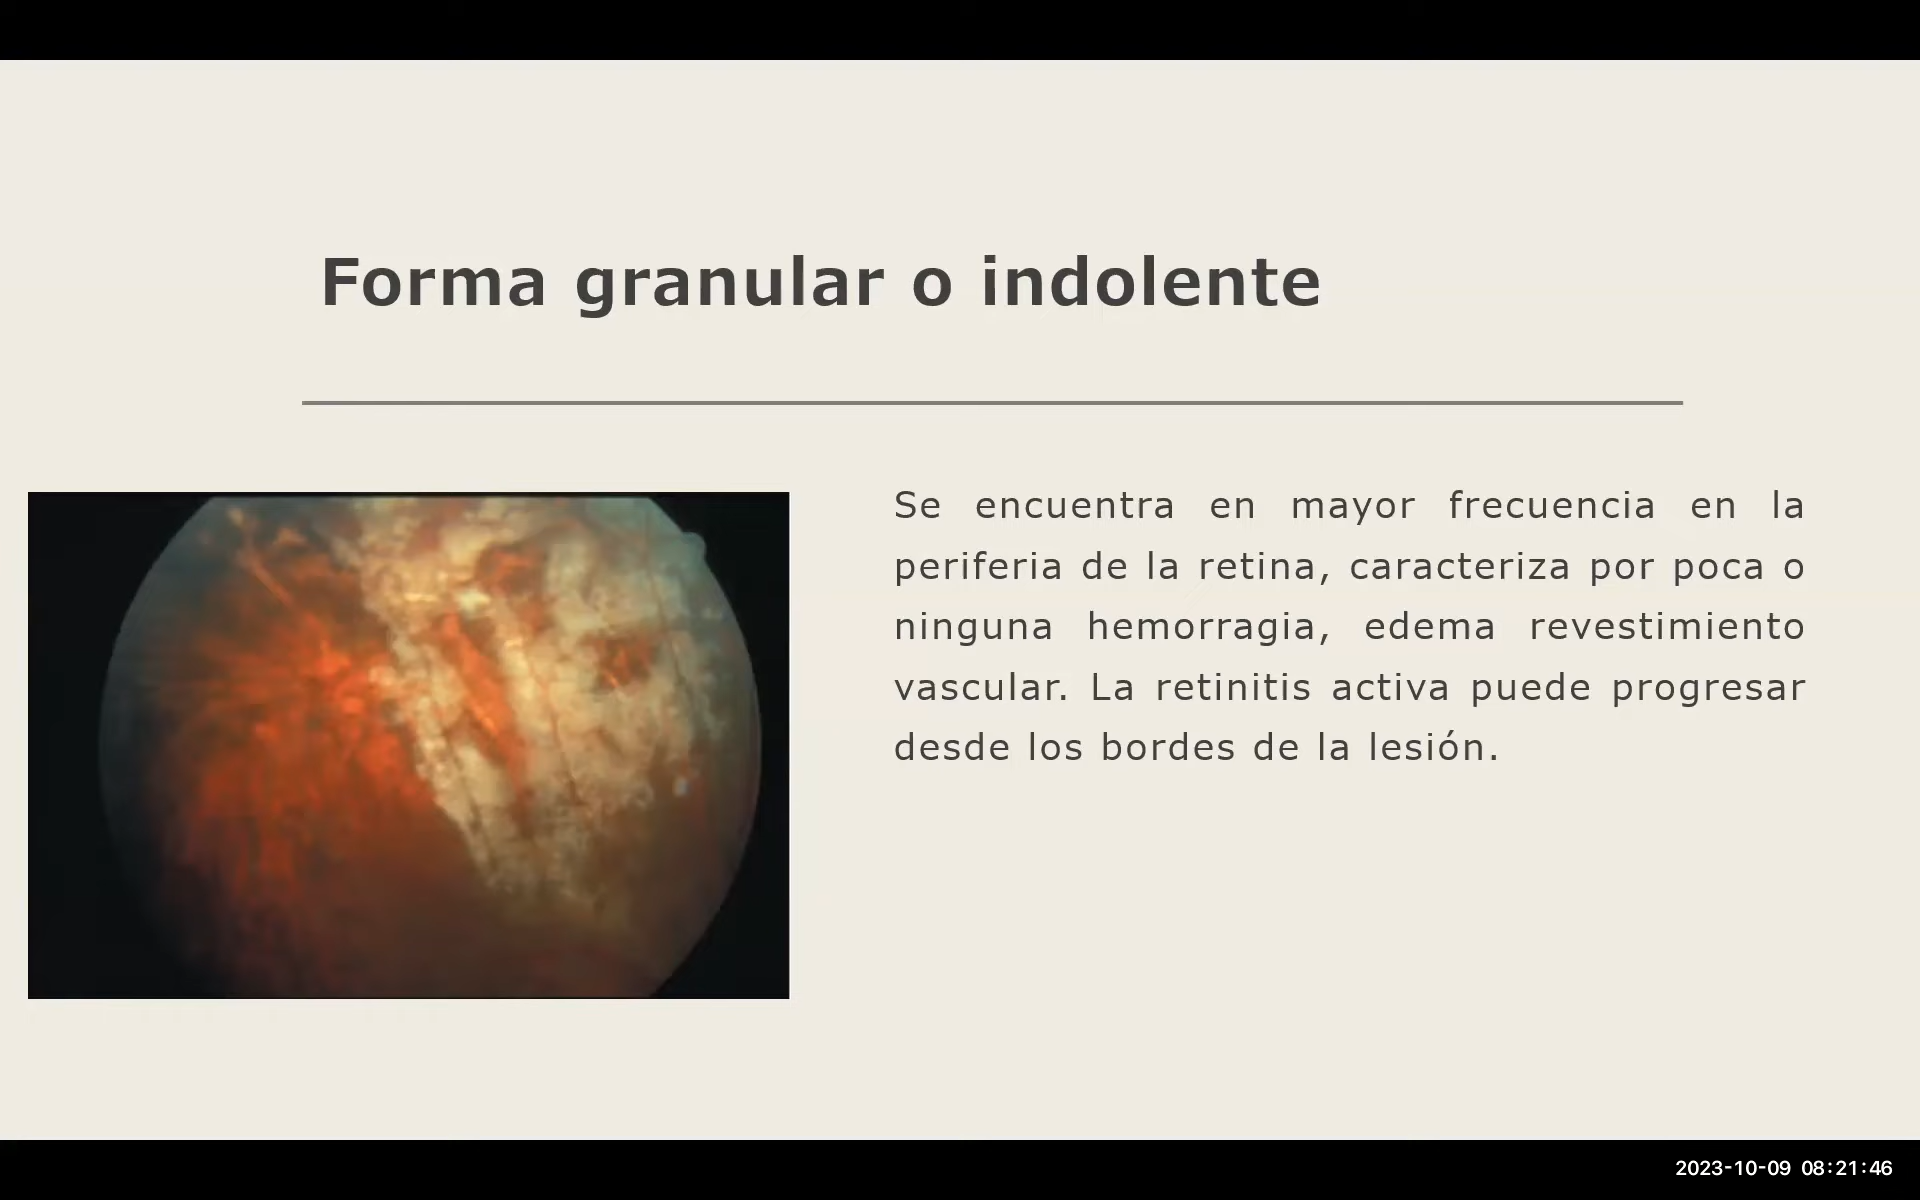 Forma granular o indolente
Se encuentra en mayor frecuencia en la
periferia de la retina, caracteriza por poca o
ninguna hemorragia, edema revestimiento
vascular. La retinitis activa puede progresar
desde los bordes de la lesión.
2023-10-09 08:21:46